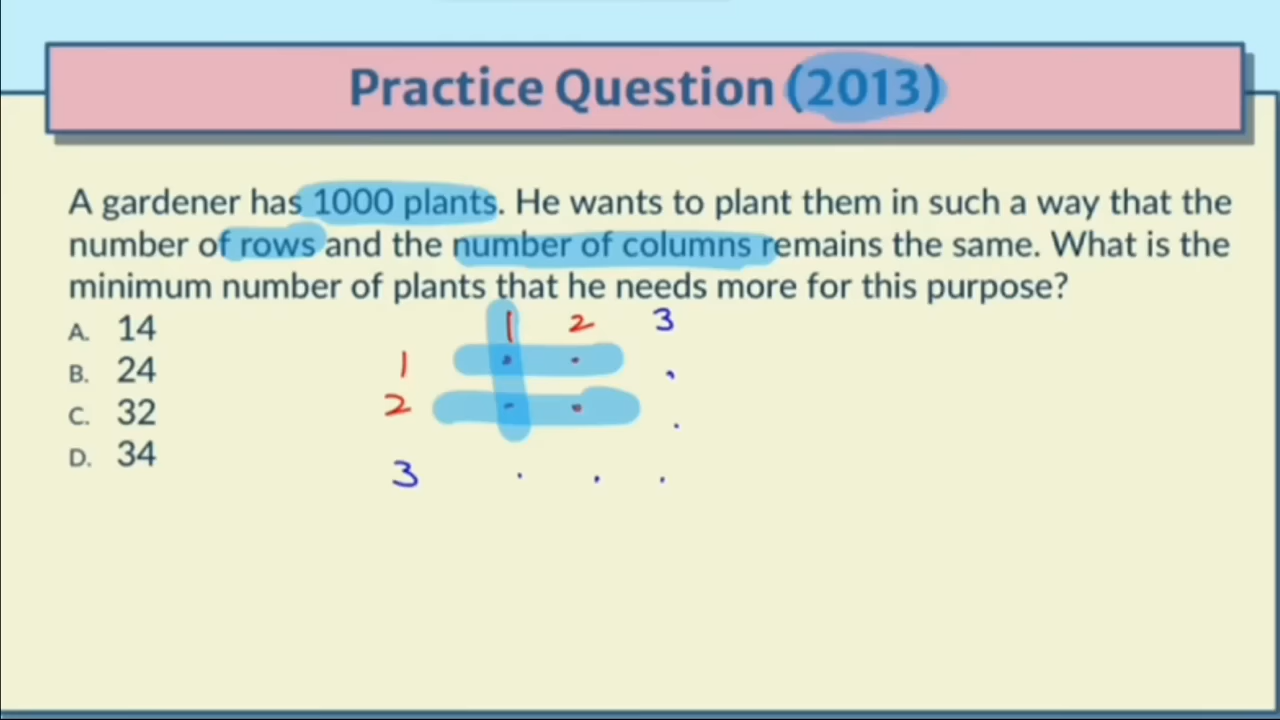 Practice Question (2013)
A gardener has 1000 plants. He wants to plant them in such a way that the
number of rows and the number of columns remains the same. What is the
minimum number of plants that he needs more for this purpose?
A. 14
B. 24
C. 32
D. 34
1 2 3
1
2
3